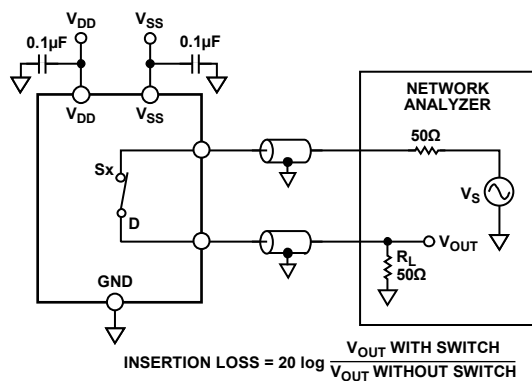 VDD
VSS
0.1µF
0.1µF
VDD
VSS
NETWORK
ANALYZER
50Ω
Sx
VS
D
VOUT
RL
50Ω
GND
INSERTION LOSS = 20 log VOUT WITH SWITCH
VOUT WITHOUT SWITCH